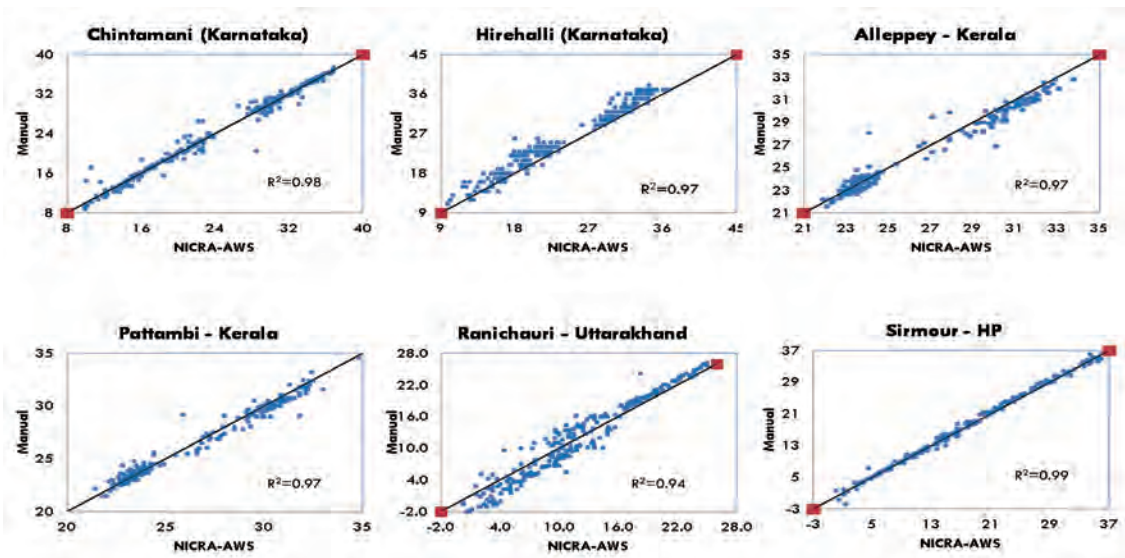 Chintamani (Karnataka)
40
32
24
16
8
Manual
R²=0.98
8 16 24 32 40
NICRA-AWS
Hirehalli (Karnataka)
45
36
27
18
9
Manual
R²=0.97
9 18 27 36 45
NICRA-AWS
Alleppey - Kerala
35
33
31
29
27
25
23
21
Manual
R²=0.97
21 23 25 27 29 31 33 35
NICRA-AWS
Pattambi - Kerala
35
30
25
20
Manual
R²=0.97
20 25 30 35
NICRA-AWS
Ranichauri - Uttarakhand
28.0
22.0
16.0
10.0
4.0
-2.0
Manual
R²=0.94
-2.0 4.0 10.0 16.0 22.0 28.0
NICRA-AWS
Sirmour - HP
37
29
21
13
5
-3
Manual
R²=0.99
-3 5 13 21 29 37
NICRA-AWS